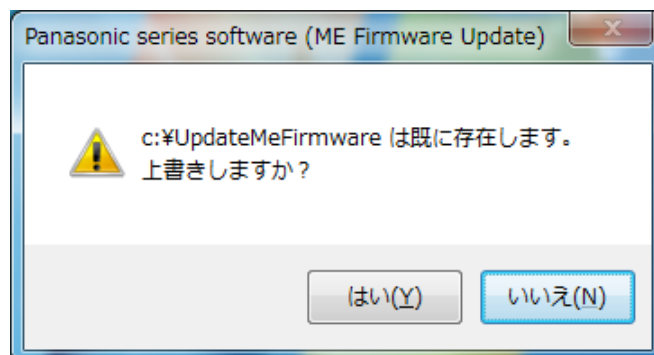 Panasonic series software (ME Firmware Update)
c:¥UpdateMeFirmware は既に存在します。
上書きしますか？
はい(Y)
いいえ(N)